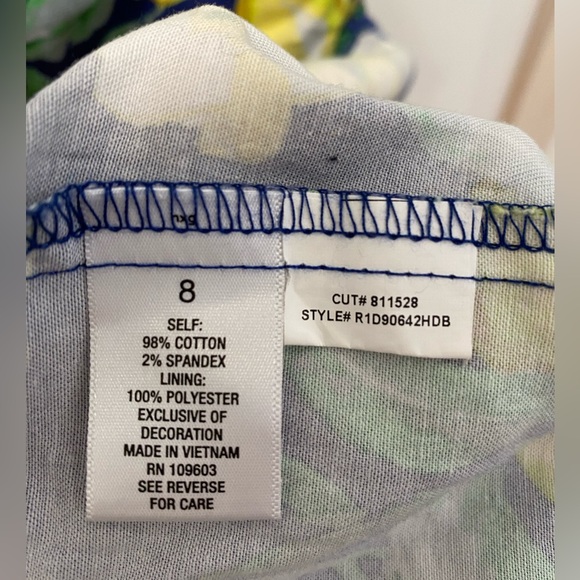 8
SELF:
98% COTTON
2% SPANDEX
LINING:
100% POLYESTER
EXCLUSIVE OF
DECORATION
MADE IN VIETNAM
RN 109603
SEE REVERSE
FOR CARE
CUT# 811528
STYLE# R1D90642HDB